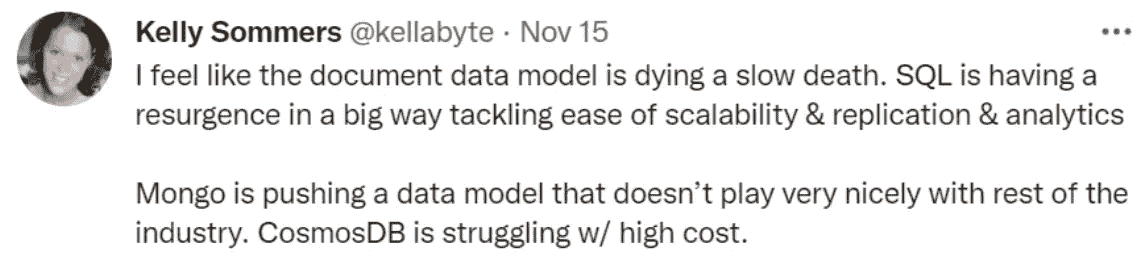 Kelly Sommers @kellabyte · Nov 15
I feel like the document data model is dying a slow death. SQL is having a
resurgence in a big way tackling ease of scalability & replication & analytics
Mongo is pushing a data model that doesn’t play very nicely with rest of the
industry. CosmosDB is struggling w/ high cost.